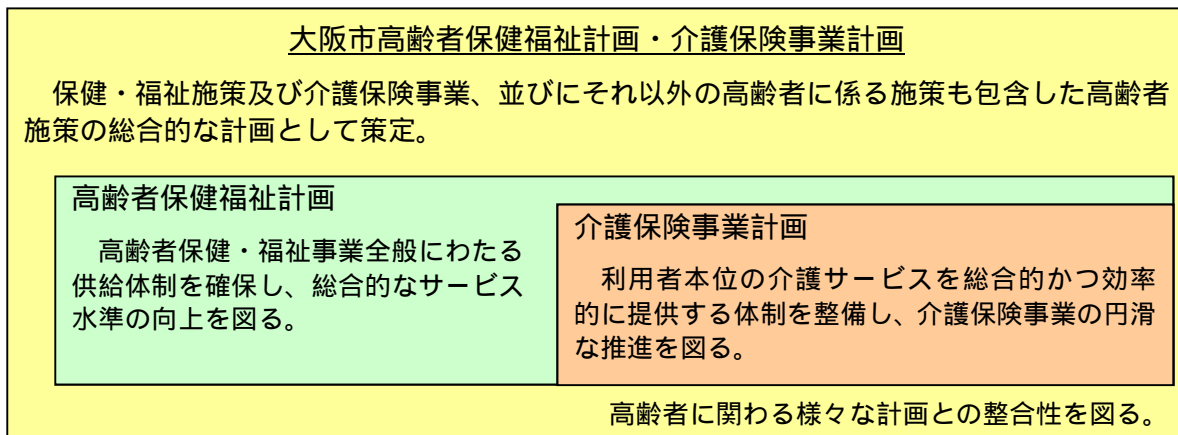 大阪市高齢者保健福祉計画・介護保険事業計画
保健・福祉施策及び介護保険事業、並びにそれ以外の高齢者に係る施策も包含した高齢者
施策の総合的な計画として策定。
高齢者保健福祉計画
高齢者保健・福祉事業全般にわたる
供給体制を確保し、総合的なサービス
水準の向上を図る。
介護保険事業計画
利用者本位の介護サービスを総合的かつ効率
的に提供する体制を整備し、介護保険事業の円滑
な推進を図る。
高齢者に関わる様々な計画との整合性を図る。